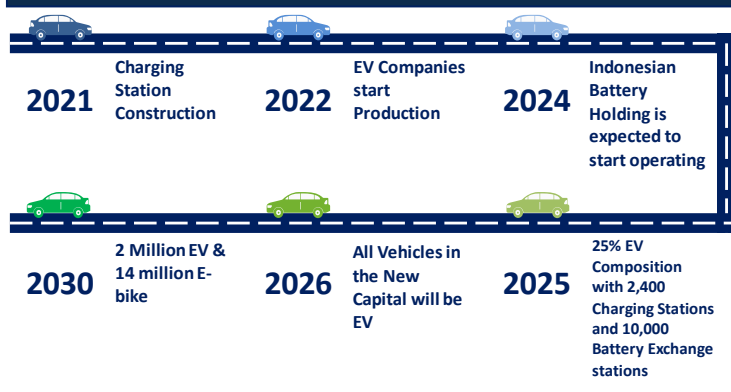 2021
Charging
Station
Construction
2022
EV Companies
start
Production
2024
Indonesian
Battery
Holding is
expected to
start operating
2030
2 Million EV &
14 million E-
bike
2026
All Vehicles in
the New
Capital will be
EV
2025
25% EV
Composition
with 2,400
Charging Stations
and 10,000
Battery Exchange
stations